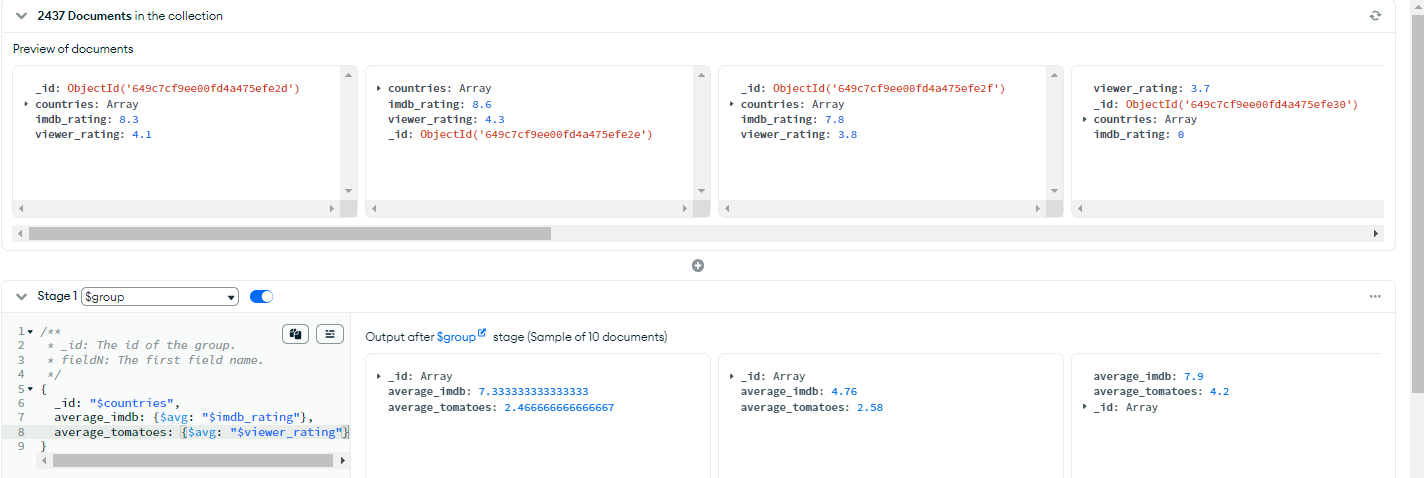 2437 Documents in the collection
Preview of documents
_id: ObjectId('649c7cf9ee00fd4a475efe2d')
countries: Array
imdb_rating: 8.3
viewer_rating: 4.1
countries: Array
imdb_rating: 8.6
viewer_rating: 4.3
_id: ObjectId('649c7cf9ee00fd4a475efe2e')
_id: ObjectId('649c7cf9ee00fd4a475efe2f')
countries: Array
imdb_rating: 7.8
viewer_rating: 3.8
viewer_rating: 3.7
_id: ObjectId('649c7cf9ee00fd4a475efe30')
countries: Array
imdb_rating: 0
Stage 1 $group
1 /**
2 * _id: The id of the group.
3 * fieldN: The first field name.
4 */
5 {
6 _id: "$countries",
7 average_imdb: {$avg: "$imdb_rating"},
8 average_tomatoes: {$avg: "$viewer_rating"}
9 }
Output after $group stage (Sample of 10 documents)
_id: Array
average_imdb: 7.333333333333333
average_tomatoes: 2.466666666666667
_id: Array
average_imdb: 4.76
average_tomatoes: 2.58
average_imdb: 7.9
average_tomatoes: 4.2
_id: Array